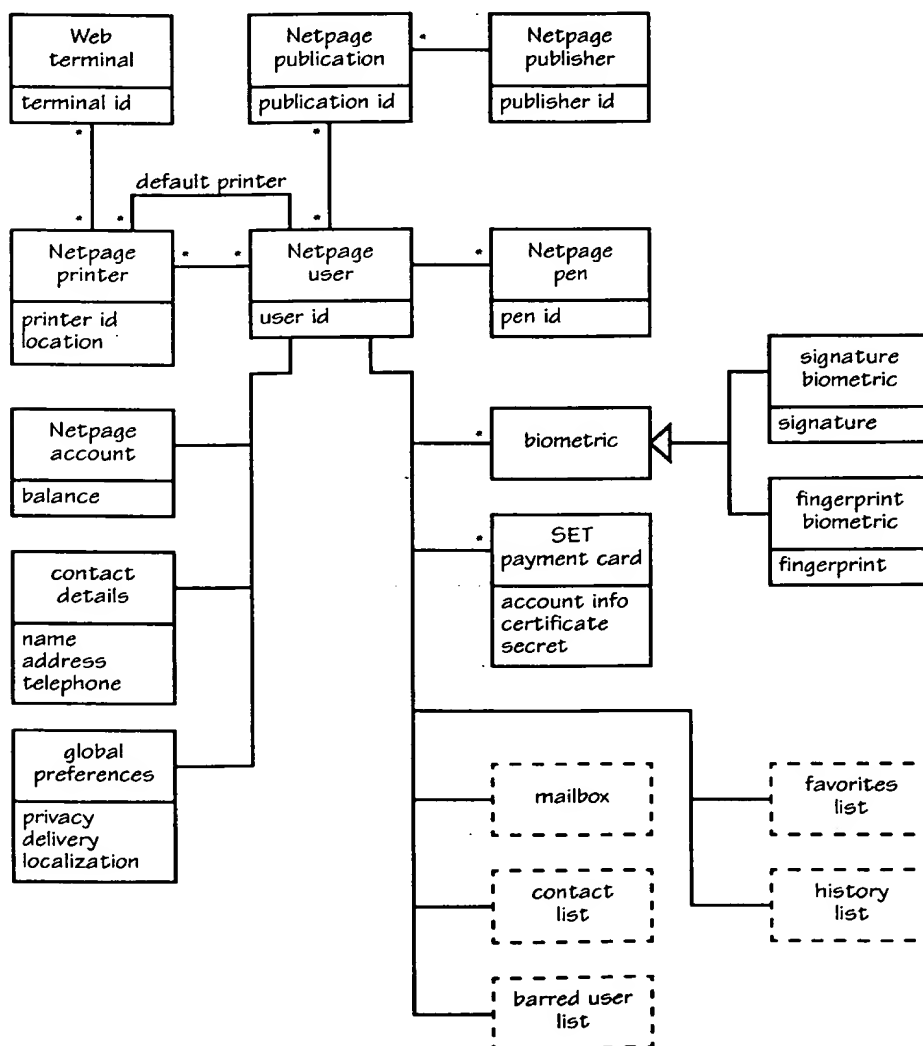 Web
terminal
terminal id
Netpage
publication
publication id
*
Netpage
publisher
publisher id
*
*
default printer
*
*
*
Netpage
printer
printer id
location
*
*
Netpage
user
user id
*
Netpage
pen
pen id
Netpage
account
balance
*
biometric
signature
biometric
signature
fingerprint
biometric
fingerprint
*
SET
payment card
account info
certificate
secret
contact
details
name
address
telephone
global
preferences
privacy
delivery
localization
mailbox
favorites
list
contact
list
history
list
barred user
list